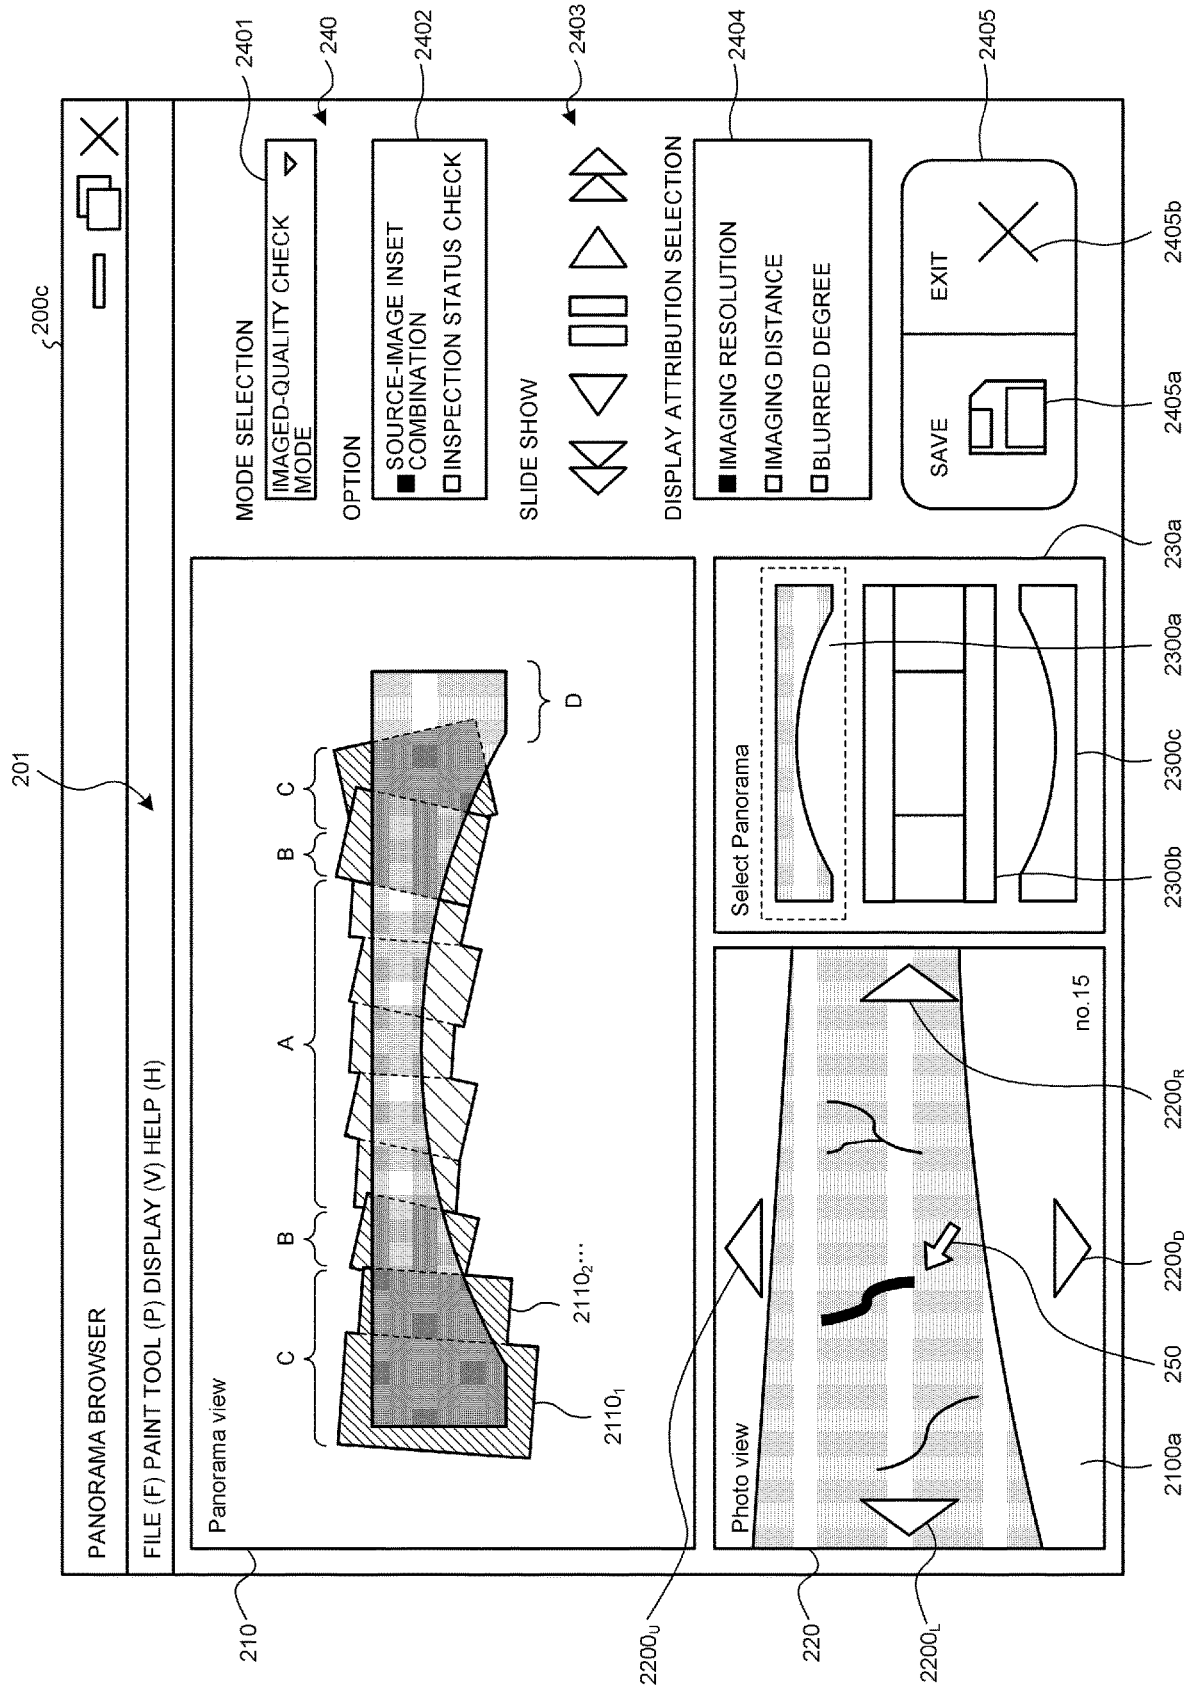 201
200c
PANORAMA BROWSER
FILE (F) PAINT TOOL (P) DISPLAY (V) HELP (H)
210
Panorama view
C
B
A
B
C
D
2110₁
2110₂...
MODE SELECTION
2401
IMAGED-QUALITY CHECK
MODE
240
OPTION
2402
SOURCE-IMAGE INSET
COMBINATION
INSPECTION STATUS CHECK
SLIDE SHOW
2403
DISPLAY ATTRIBUTION SELECTION
2404
IMAGING RESOLUTION
IMAGING DISTANCE
BLURRED DEGREE
2405
SAVE
EXIT
2405a
2405b
2200U
220
Photo view
no.15
2200L
2100a
250
2200D
2200R
Select Panorama
2300b
2300c
2300a
230a